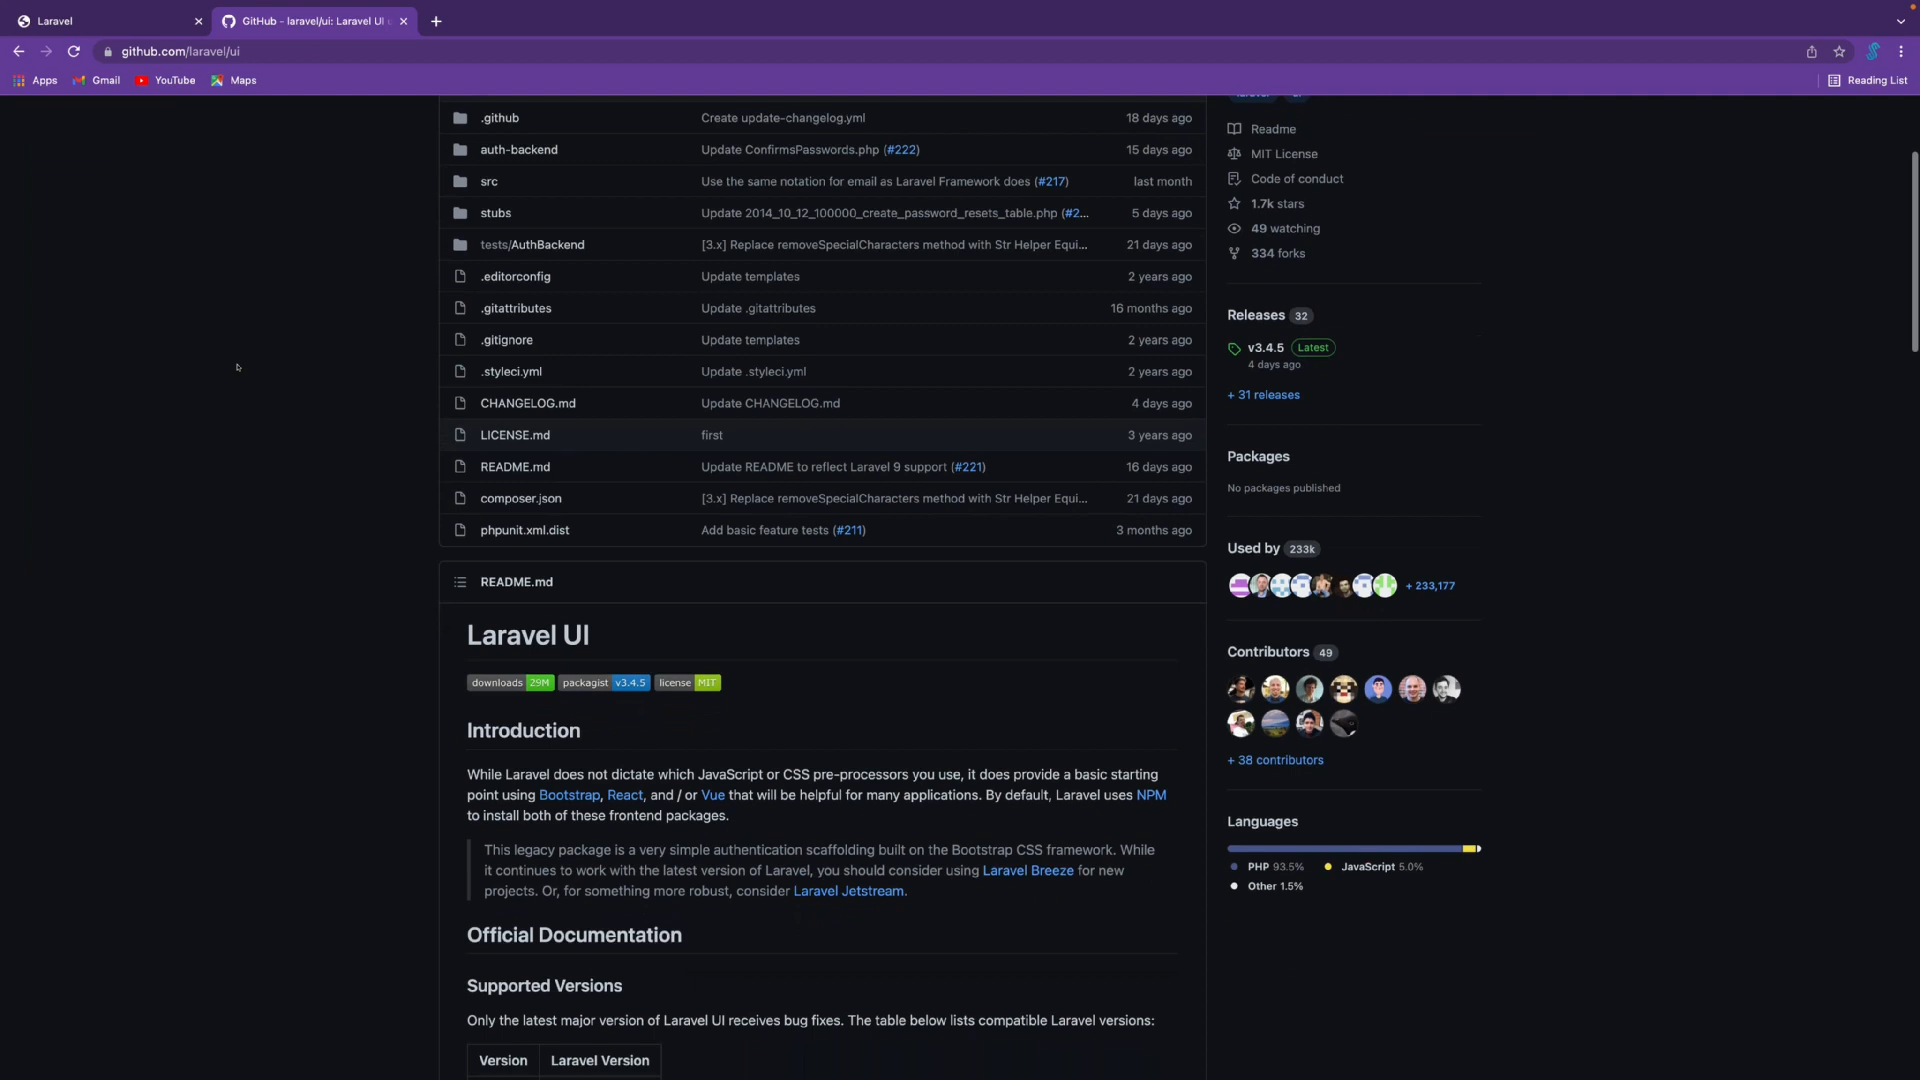 Laravel
GitHub - laravel/ui: Laravel UI
github.com/laravel/ui
Apps Gmail YouTube Maps Reading List
.github Create update-changelog.yml 18 days ago
auth-backend Update ConfirmsPasswords.php (#222) 15 days ago
src Use the same notation for email as Laravel Framework does (#217) last month
stubs Update 2014_10_12_100000_create_password_resets_table.php (#2... 5 days ago
tests/AuthBackend [3.x] Replace removeSpecialCharacters method with Str Helper Equi... 21 days ago
.editorconfig Update templates 2 years ago
.gitattributes Update .gitattributes 16 months ago
.gitignore Update templates 2 years ago
.styleci.yml Update .styleci.yml 2 years ago
CHANGELOG.md Update CHANGELOG.md 4 days ago
LICENSE.md first 3 years ago
README.md Update README to reflect Laravel 9 support (#221) 16 days ago
composer.json [3.x] Replace removeSpecialCharacters method with Str Helper Equi... 21 days ago
phpunit.xml.dist Add basic feature tests (#211) 3 months ago
README.md
Laravel UI
downloads 29M packagist v3.4.5 license MIT
Introduction
While Laravel does not dictate which JavaScript or CSS pre-processors you use, it does provide a basic starting
point using Bootstrap, React, and / or Vue that will be helpful for many applications. By default, Laravel uses NPM
to install both of these frontend packages.
This legacy package is a very simple authentication scaffolding built on the Bootstrap CSS framework. While
it continues to work with the latest version of Laravel, you should consider using Laravel Breeze for new
projects. Or, for something more robust, consider Laravel Jetstream.
Official Documentation
Supported Versions
Only the latest major version of Laravel UI receives bug fixes. The table below lists compatible Laravel versions:
Version Laravel Version
Readme
MIT License
Code of conduct
1.7k stars
49 watching
334 forks
Releases 32
v3.4.5 Latest
4 days ago
+ 31 releases
Packages
No packages published
Used by 233k
+ 233,177
Contributors 49
+ 38 contributors
Languages
PHP 93.5% JavaScript 5.0%
Other 1.5%